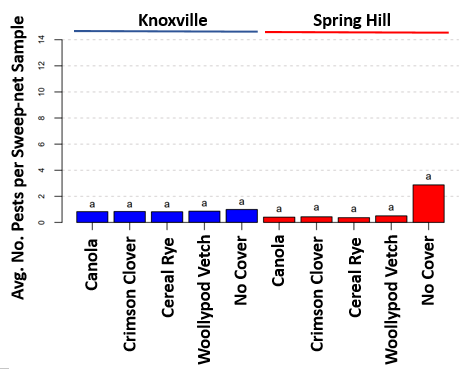 Knoxville Spring Hill
Avg. No. Pests per Sweep-net Sample
14
12
10
8
6
4
2
0
a a a a a a a a a a
Canola
Crimson Clover
Cereal Rye
Woollypod Vetch
No Cover
Canola
Crimson Clover
Cereal Rye
Woollypod Vetch
No Cover